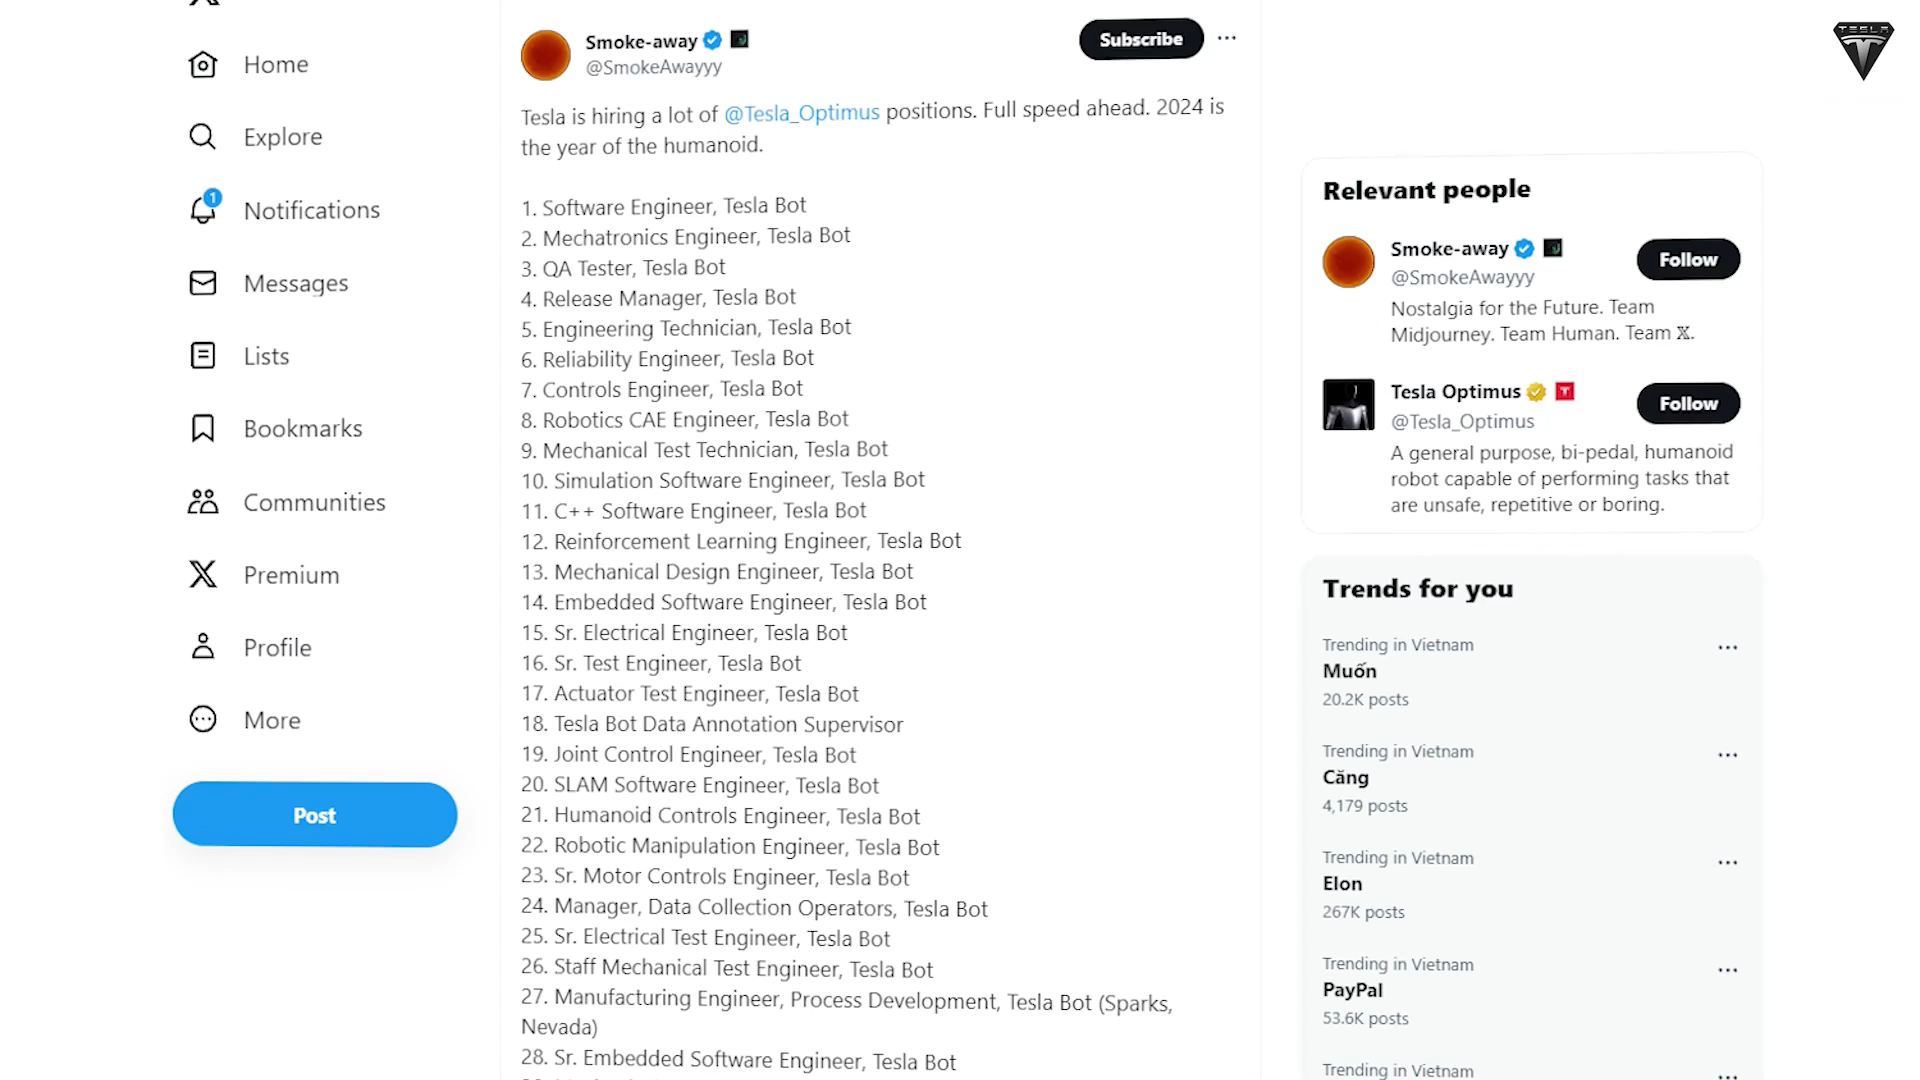 Home
Explore
1
Notifications
Messages
Lists
Bookmarks
Communities
Premium
Profile
More
Post
Smoke-away
@SmokeAwayyy
Subscribe
Tesla is hiring a lot of @Tesla_Optimus positions. Full speed ahead. 2024 is
the year of the humanoid.
1. Software Engineer, Tesla Bot
2. Mechatronics Engineer, Tesla Bot
3. QA Tester, Tesla Bot
4. Release Manager, Tesla Bot
5. Engineering Technician, Tesla Bot
6. Reliability Engineer, Tesla Bot
7. Controls Engineer, Tesla Bot
8. Robotics CAE Engineer, Tesla Bot
9. Mechanical Test Technician, Tesla Bot
10. Simulation Software Engineer, Tesla Bot
11. C++ Software Engineer, Tesla Bot
12. Reinforcement Learning Engineer, Tesla Bot
13. Mechanical Design Engineer, Tesla Bot
14. Embedded Software Engineer, Tesla Bot
15. Sr. Electrical Engineer, Tesla Bot
16. Sr. Test Engineer, Tesla Bot
17. Actuator Test Engineer, Tesla Bot
18. Tesla Bot Data Annotation Supervisor
19. Joint Control Engineer, Tesla Bot
20. SLAM Software Engineer, Tesla Bot
21. Humanoid Controls Engineer, Tesla Bot
22. Robotic Manipulation Engineer, Tesla Bot
23. Sr. Motor Controls Engineer, Tesla Bot
24. Manager, Data Collection Operators, Tesla Bot
25. Sr. Electrical Test Engineer, Tesla Bot
26. Staff Mechanical Test Engineer, Tesla Bot
27. Manufacturing Engineer, Process Development, Tesla Bot (Sparks,
Nevada)
28. Sr. Embedded Software Engineer, Tesla Bot
TESLA
Relevant people
Smoke-away
@SmokeAwayyy
Follow
Nostalgia for the Future. Team
Midjourney. Team Human. Team 𝕏.
Tesla Optimus
@Tesla_Optimus
Follow
A general purpose, bi-pedal, humanoid
robot capable of performing tasks that
are unsafe, repetitive or boring.
Trends for you
Trending in Vietnam
Muốn
20.2K posts
Trending in Vietnam
Căng
4,179 posts
Trending in Vietnam
Elon
267K posts
Trending in Vietnam
PayPal
53.6K posts
Trending in Vietnam